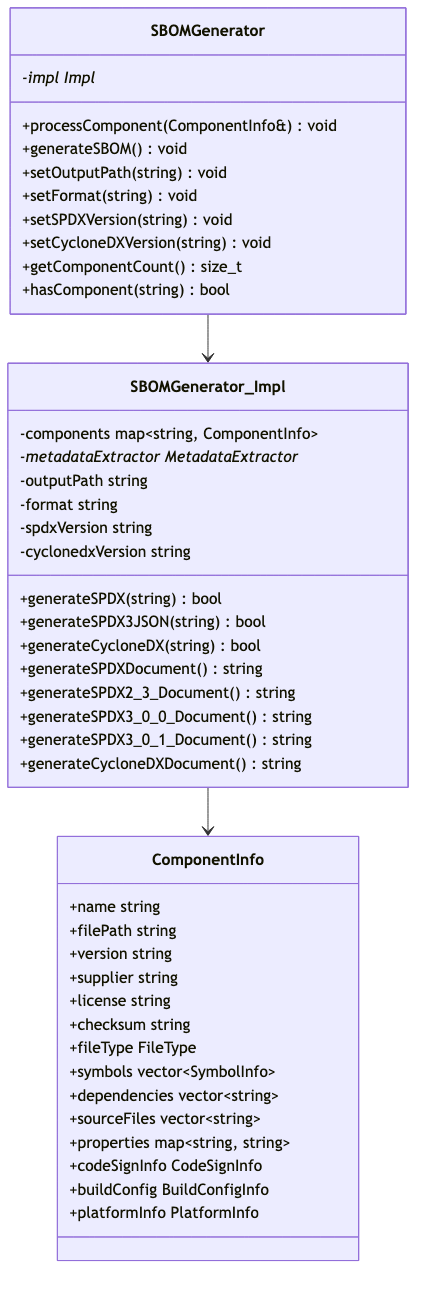 SBOMGenerator
-impl Impl
+processComponent(ComponentInfo&) : void
+generateSBOM() : void
+setOutputPath(string) : void
+setFormat(string) : void
+setSPDXVersion(string) : void
+setCycloneDXVersion(string) : void
+getComponentCount() : size_t
+hasComponent(string) : bool
SBOMGenerator_Impl
-components map<string, ComponentInfo>
-metadataExtractor MetadataExtractor
-outputPath string
-format string
-spdxVersion string
-cyclonedxVersion string
+generateSPDX(string) : bool
+generateSPDX3JSON(string) : bool
+generateCycloneDX(string) : bool
+generateSPDXDocument() : string
+generateSPDX2_3_Document() : string
+generateSPDX3_0_0_Document() : string
+generateSPDX3_0_1_Document() : string
+generateCycloneDXDocument() : string
ComponentInfo
+name string
+filePath string
+version string
+supplier string
+license string
+checksum string
+fileType FileType
+symbols vector<SymbolInfo>
+dependencies vector<string>
+sourceFiles vector<string>
+properties map<string, string>
+codeSignInfo CodeSignInfo
+buildConfig BuildConfigInfo
+platformInfo PlatformInfo